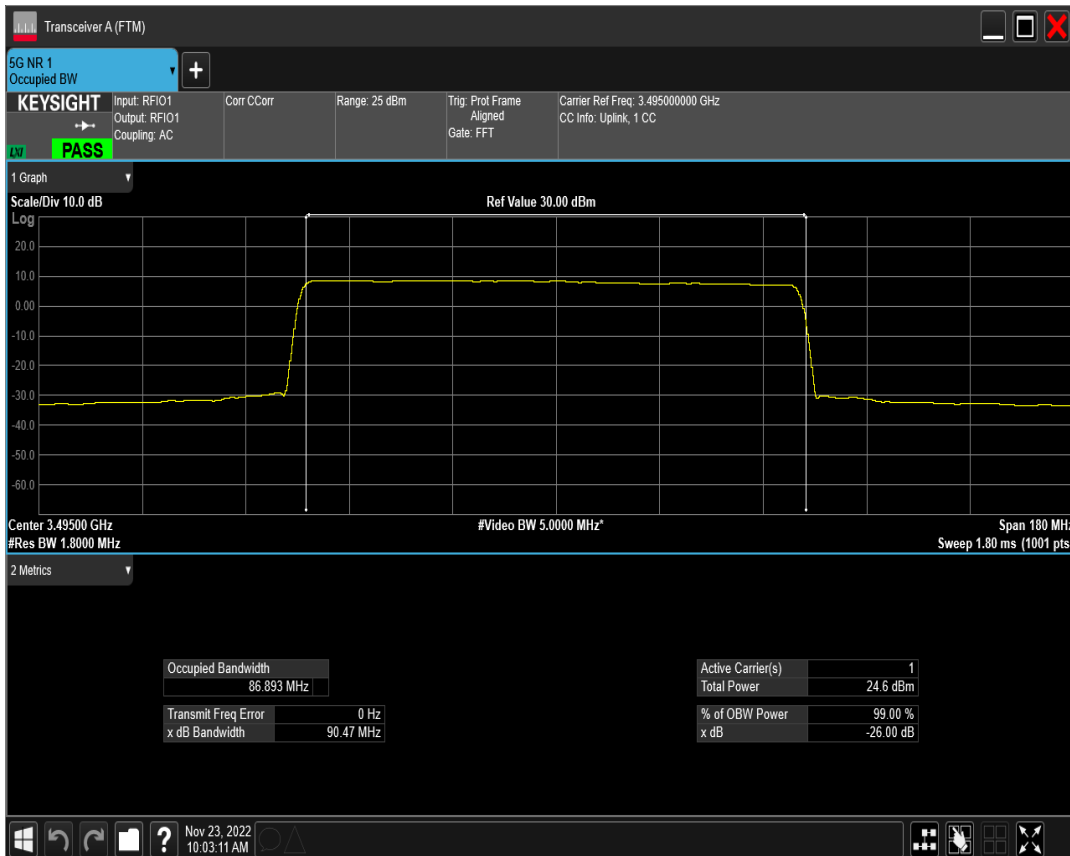 Transceiver A (FTM)
5G NR 1
Occupied BW
+
KEYSIGHT
LXI
PASS
Input: RFIO1
Output: RFIO1
Coupling: AC
Corr CCorr
Range: 25 dBm
Trig: Prot Frame
Aligned
Gate: FFT
Carrier Ref Freq: 3.495000000 GHz
CC Info: Uplink, 1 CC
1 Graph
Scale/Div 10.0 dB
Ref Value 30.00 dBm
Log
20.0
10.0
0.00
-10.0
-20.0
-30.0
-40.0
-50.0
-60.0
Center 3.49500 GHz
#Video BW 5.0000 MHz*
Span 180 MHz
#Res BW 1.8000 MHz
Sweep 1.80 ms (1001 pts
2 Metrics
Occupied Bandwidth
86.893 MHz
Transmit Freq Error 0 Hz
x dB Bandwidth 90.47 MHz
Active Carrier(s) 1
Total Power 24.6 dBm
% of OBW Power 99.00 %
x dB -26.00 dB
?
Nov 23, 2022
10:03:11 AM